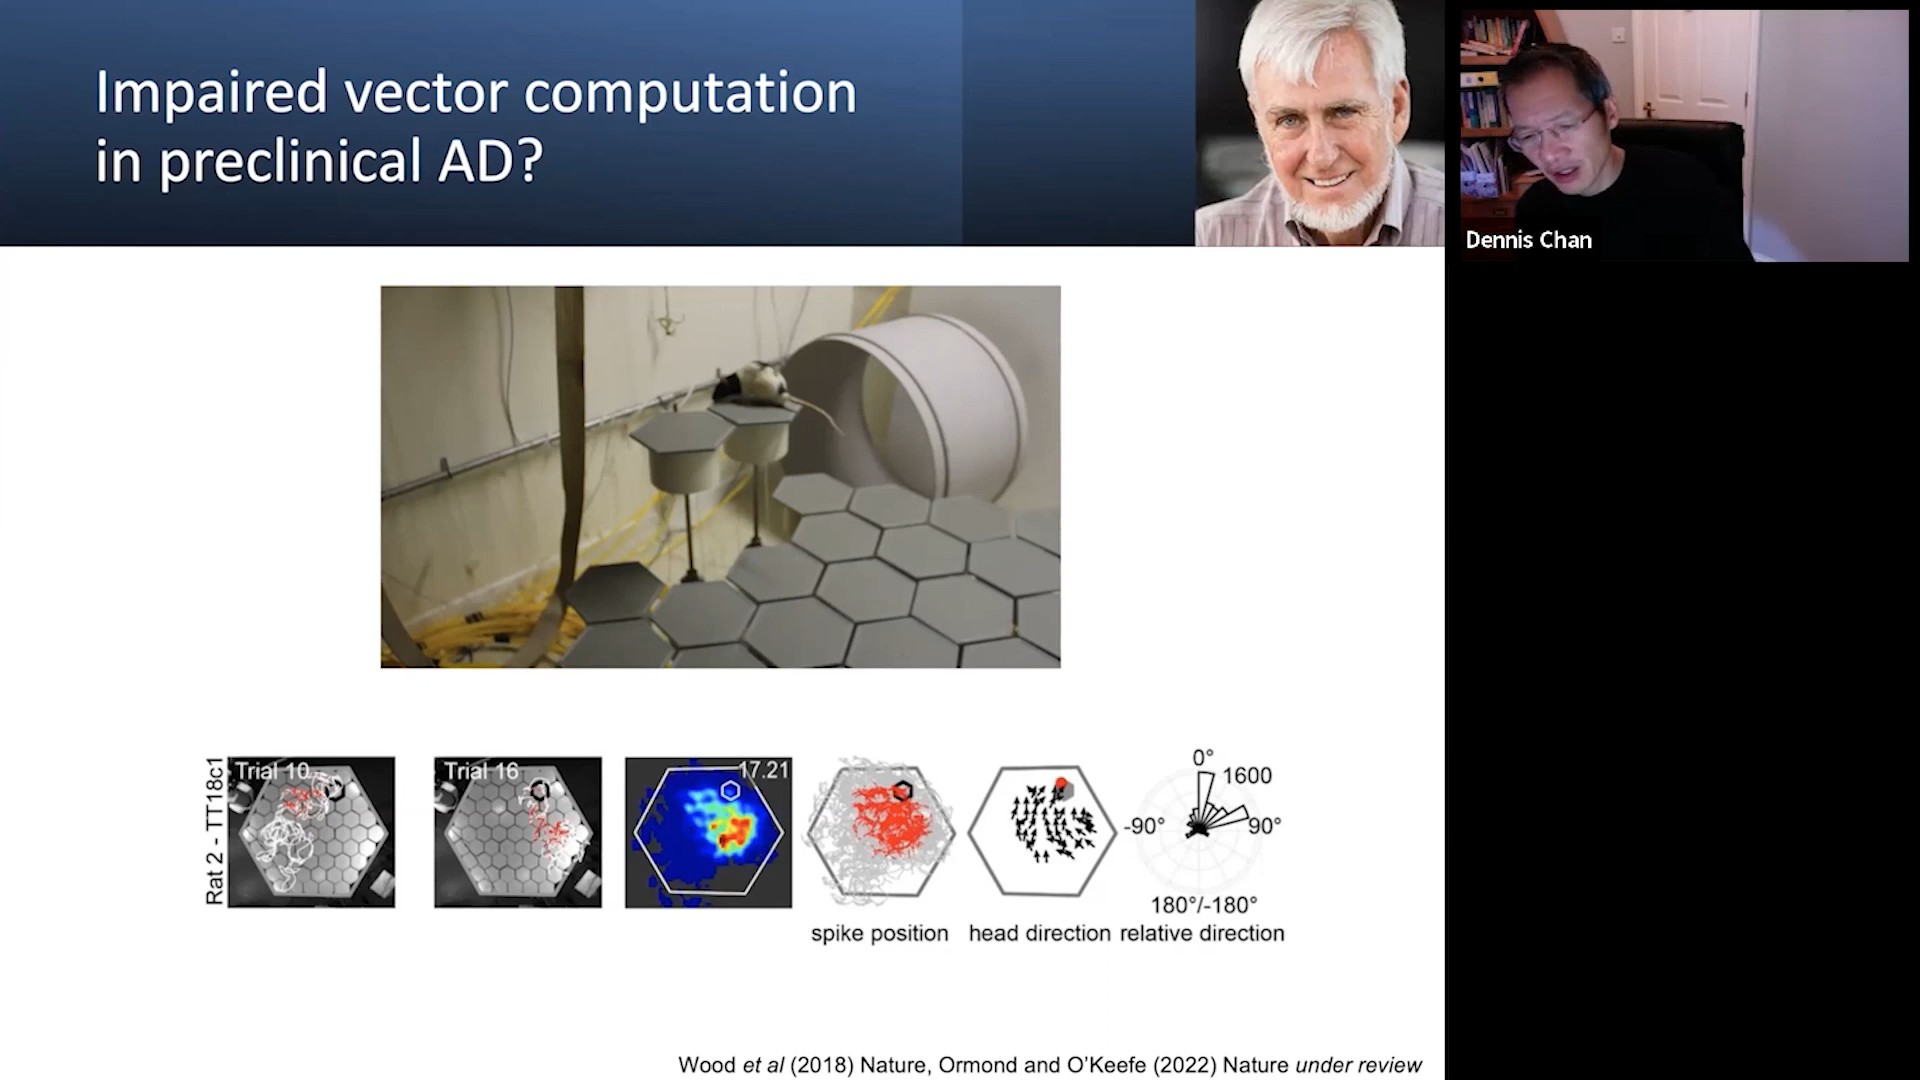 Impaired vector computation
in preclinical AD?
Dennis Chan
Rat 2 - TT18c1
Trial 10
Trial 16
17.21
0°
1600
-90°
90°
180°/-180°
spike position
head direction
relative direction
Wood et al (2018) Nature, Ormond and O'Keefe (2022) Nature under review